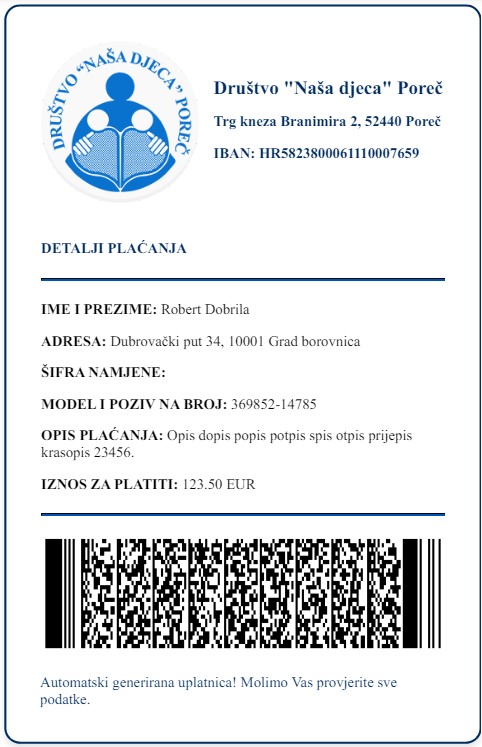 DRUŠTVO “NAŠA DJECA” POREČ
Društvo "Naša djeca" Poreč
Trg kneza Branimira 2, 52440 Poreč
IBAN: HR5823800061110007659
DETALJI PLAĆANJA
IME I PREZIME: Robert Dobrila
ADRESA: Dubrovački put 34, 10001 Grad borovnica
ŠIFRA NAMJENE:
MODEL I POZIV NA BROJ: 369852-14785
OPIS PLAĆANJA: Opis dopis popis potpis spis otpis prijepis
krasopis 23456.
IZNOS ZA PLATITI: 123.50 EUR
Automatski generirana uplatnica! Molimo Vas provjerite sve
podatke.